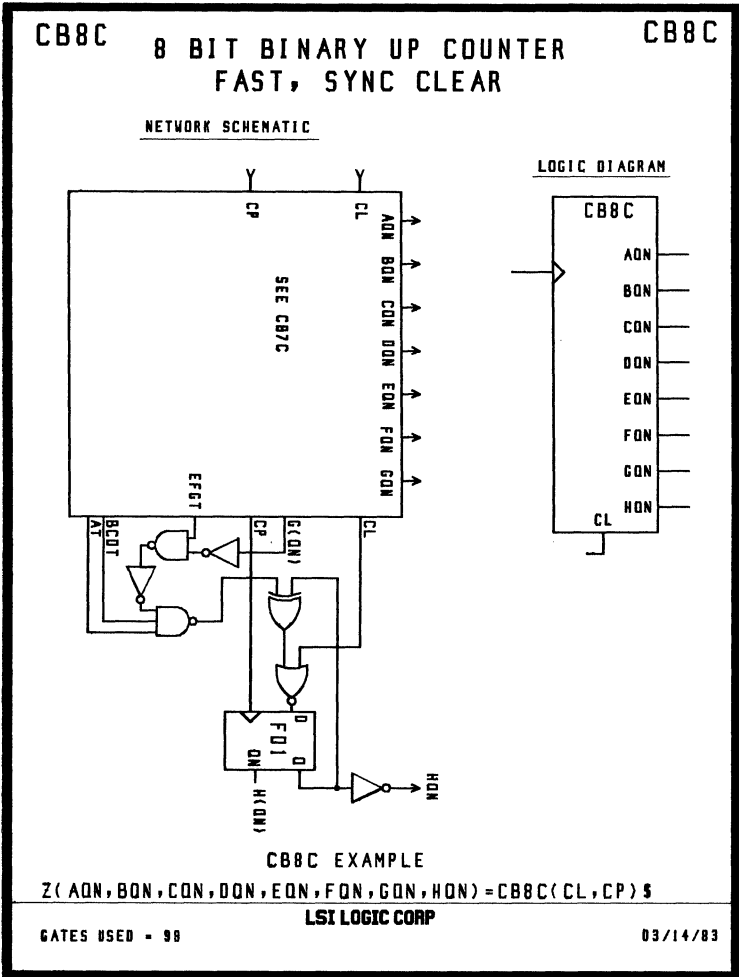 CB8C
CB8C
8 BIT BINARY UP COUNTER
FAST, SYNC CLEAR
NETWORK SCHEMATIC
LOGIC DIAGRAM
CP
CL
AQN
BQN
CQN
DQN
EQN
FQN
GQN
SEE CB7C
EFGT
AT
BCDT
CP
G(QN)
CL
CB8C
AQN
BQN
CQN
DQN
EQN
FQN
GQN
HQN
CL
D
FD1
QN
Q
H(QN)
HQN
CB8C EXAMPLE
Z(AQN,BQN,CQN,DQN,EQN,FQN,GQN,HQN)=CB8C(CL,CP)$
LSI LOGIC CORP
GATES USED = 98
03/14/83